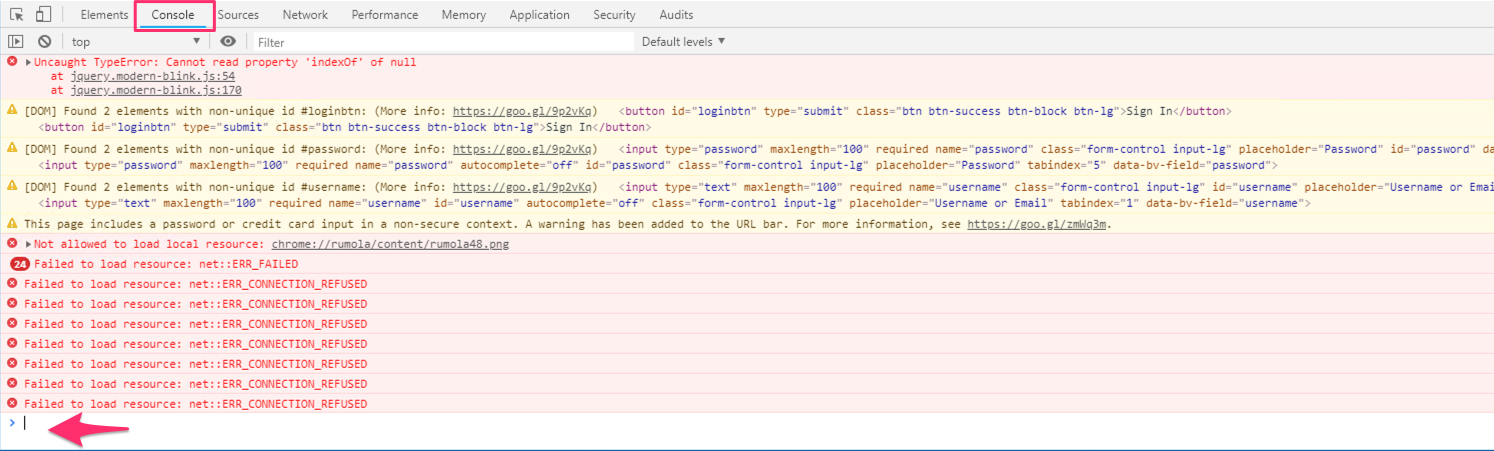 Elements Console Sources Network Performance Memory Application Security Audits
top Filter Default levels
Uncaught TypeError: Cannot read property 'indexOf' of null
at jquery.modern-blink.js:54
at jquery.modern-blink.js:170
[DOM] Found 2 elements with non-unique id #loginbtn: (More info: https://goo.gl/9p2vKq) <button id="loginbtn" type="submit" class="btn btn-success btn-block btn-lg">Sign In</button>
<button id="loginbtn" type="submit" class="btn btn-success btn-block btn-lg">Sign In</button>
[DOM] Found 2 elements with non-unique id #password: (More info: https://goo.gl/9p2vKq) <input type="password" maxlength="100" required name="password" class="form-control input-lg" placeholder="Password" id="password" da
<input type="password" maxlength="100" required name="password" autocomplete="off" id="password" class="form-control input-lg" placeholder="Password" tabindex="5" data-bv-field="password">
[DOM] Found 2 elements with non-unique id #username: (More info: https://goo.gl/9p2vKq) <input type="text" maxlength="100" required name="username" class="form-control input-lg" id="username" placeholder="Username or Emai
<input type="text" maxlength="100" required name="username" id="username" autocomplete="off" class="form-control input-lg" placeholder="Username or Email" tabindex="1" data-bv-field="username">
This page includes a password or credit card input in a non-secure context. A warning has been added to the URL bar. For more information, see https://goo.gl/zmWq3m.
Not allowed to load local resource: chrome://rumola/content/rumola48.png
24 Failed to load resource: net::ERR_FAILED
Failed to load resource: net::ERR_CONNECTION_REFUSED
Failed to load resource: net::ERR_CONNECTION_REFUSED
Failed to load resource: net::ERR_CONNECTION_REFUSED
Failed to load resource: net::ERR_CONNECTION_REFUSED
Failed to load resource: net::ERR_CONNECTION_REFUSED
Failed to load resource: net::ERR_CONNECTION_REFUSED
Failed to load resource: net::ERR_CONNECTION_REFUSED